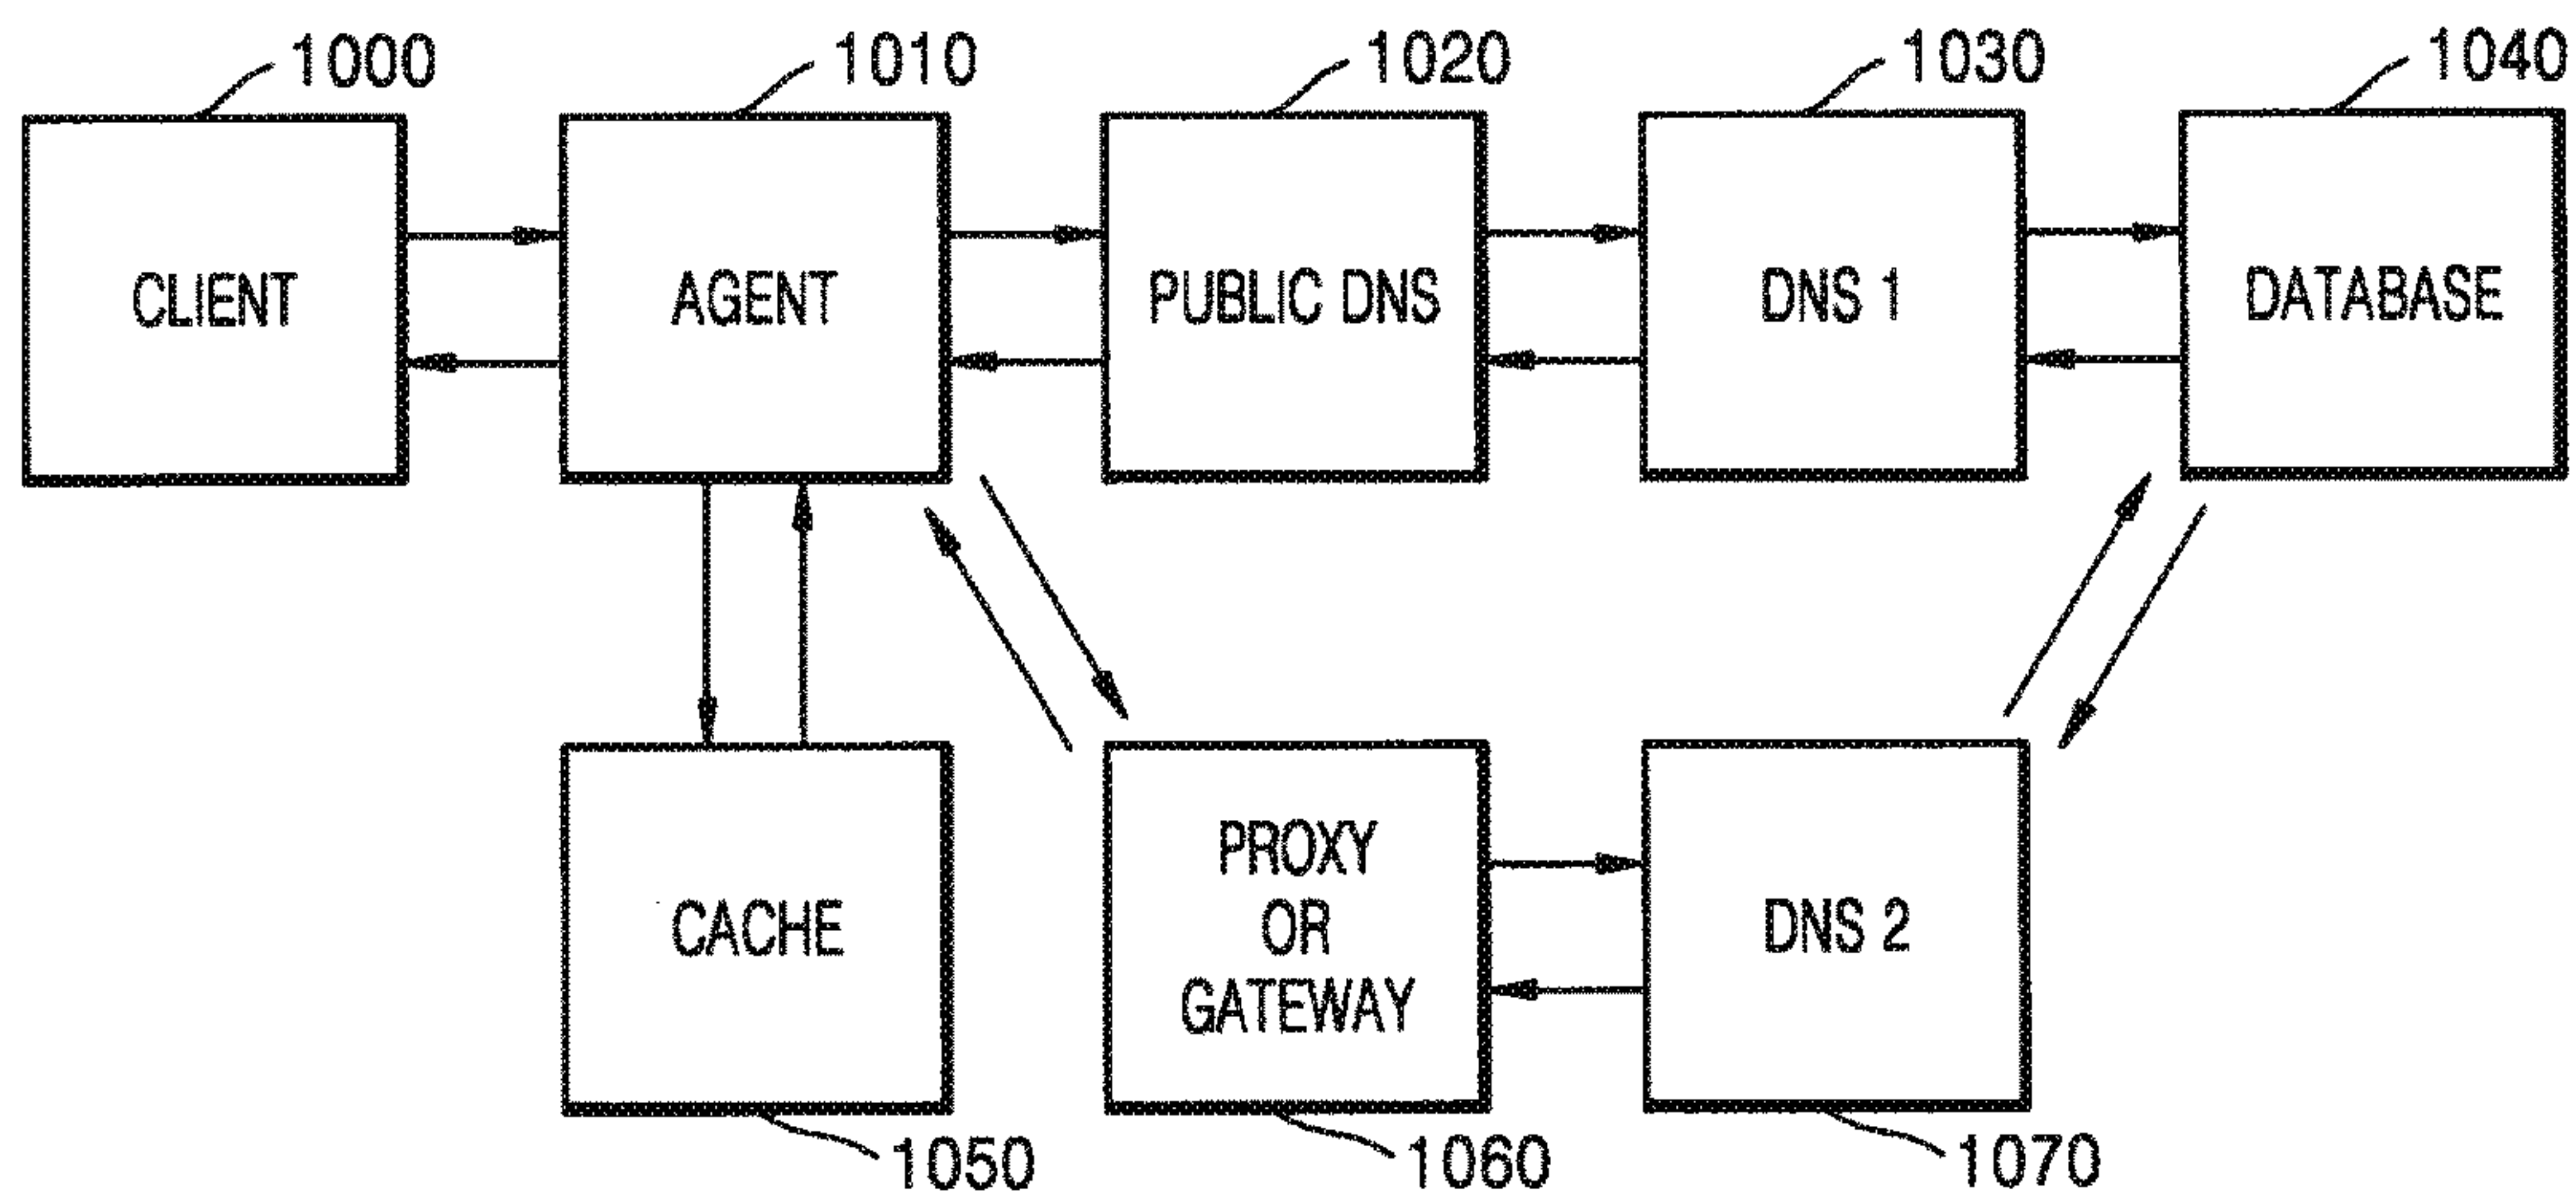 1000
1010
1020
1030
1040
CLIENT
AGENT
PUBLIC DNS
DNS 1
DATABASE
CACHE
PROXY
OR
GATEWAY
DNS 2
1050
1060
1070